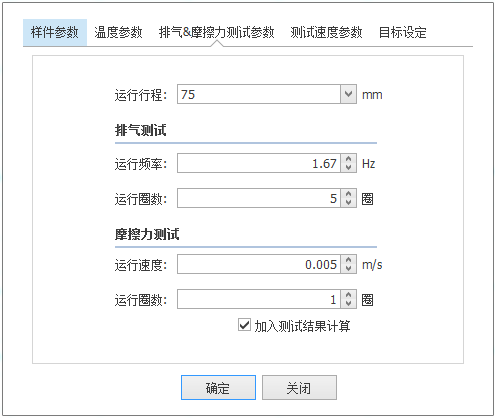 样件参数 温度参数 排气&摩擦力测试参数 测试速度参数 目标设定
运行行程: 75 mm
排气测试
运行频率: 1.67 Hz
运行圈数: 5 圈
摩擦力测试
运行速度: 0.005 m/s
运行圈数: 1 圈
加入测试结果计算
确定 关闭